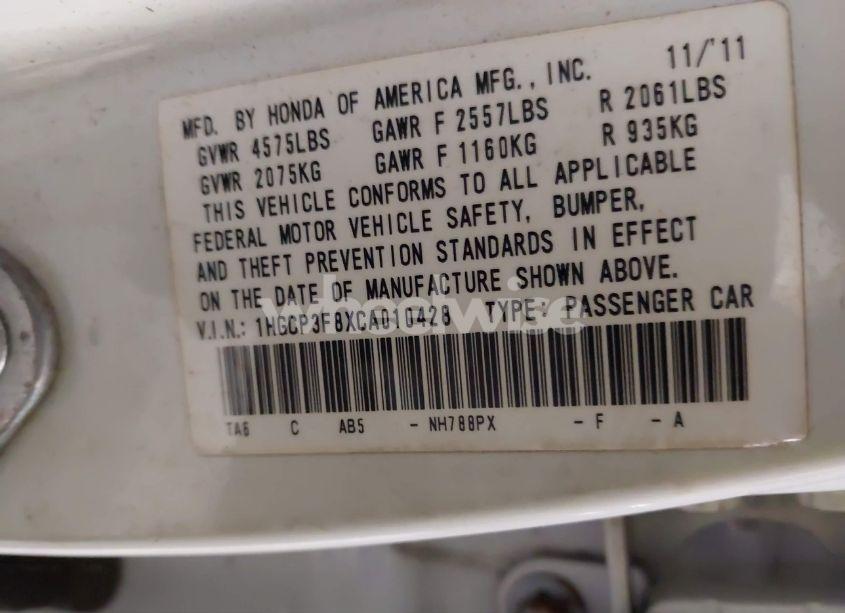 MFD. BY HONDA OF AMERICA MFG., INC. 11/'11
GVWR 4575LBS GAWR F 2557LBS R 2061LBS
GVWR 2075KG GAWR F 1160KG R 935KG
THIS VEHICLE CONFORMS TO ALL APPLICABLE
FEDERAL MOTOR VEHICLE SAFETY, BUMPER,
AND THEFT PREVENTION STANDARDS IN EFFECT
ON THE DATE OF MANUFACTURE SHOWN ABOVE.
V.I.N.: 1HGCP3F8XCA010428 TYPE: PASSENGER CAR
wheelwise
TA6 C AB5 - NH788PX - F - A